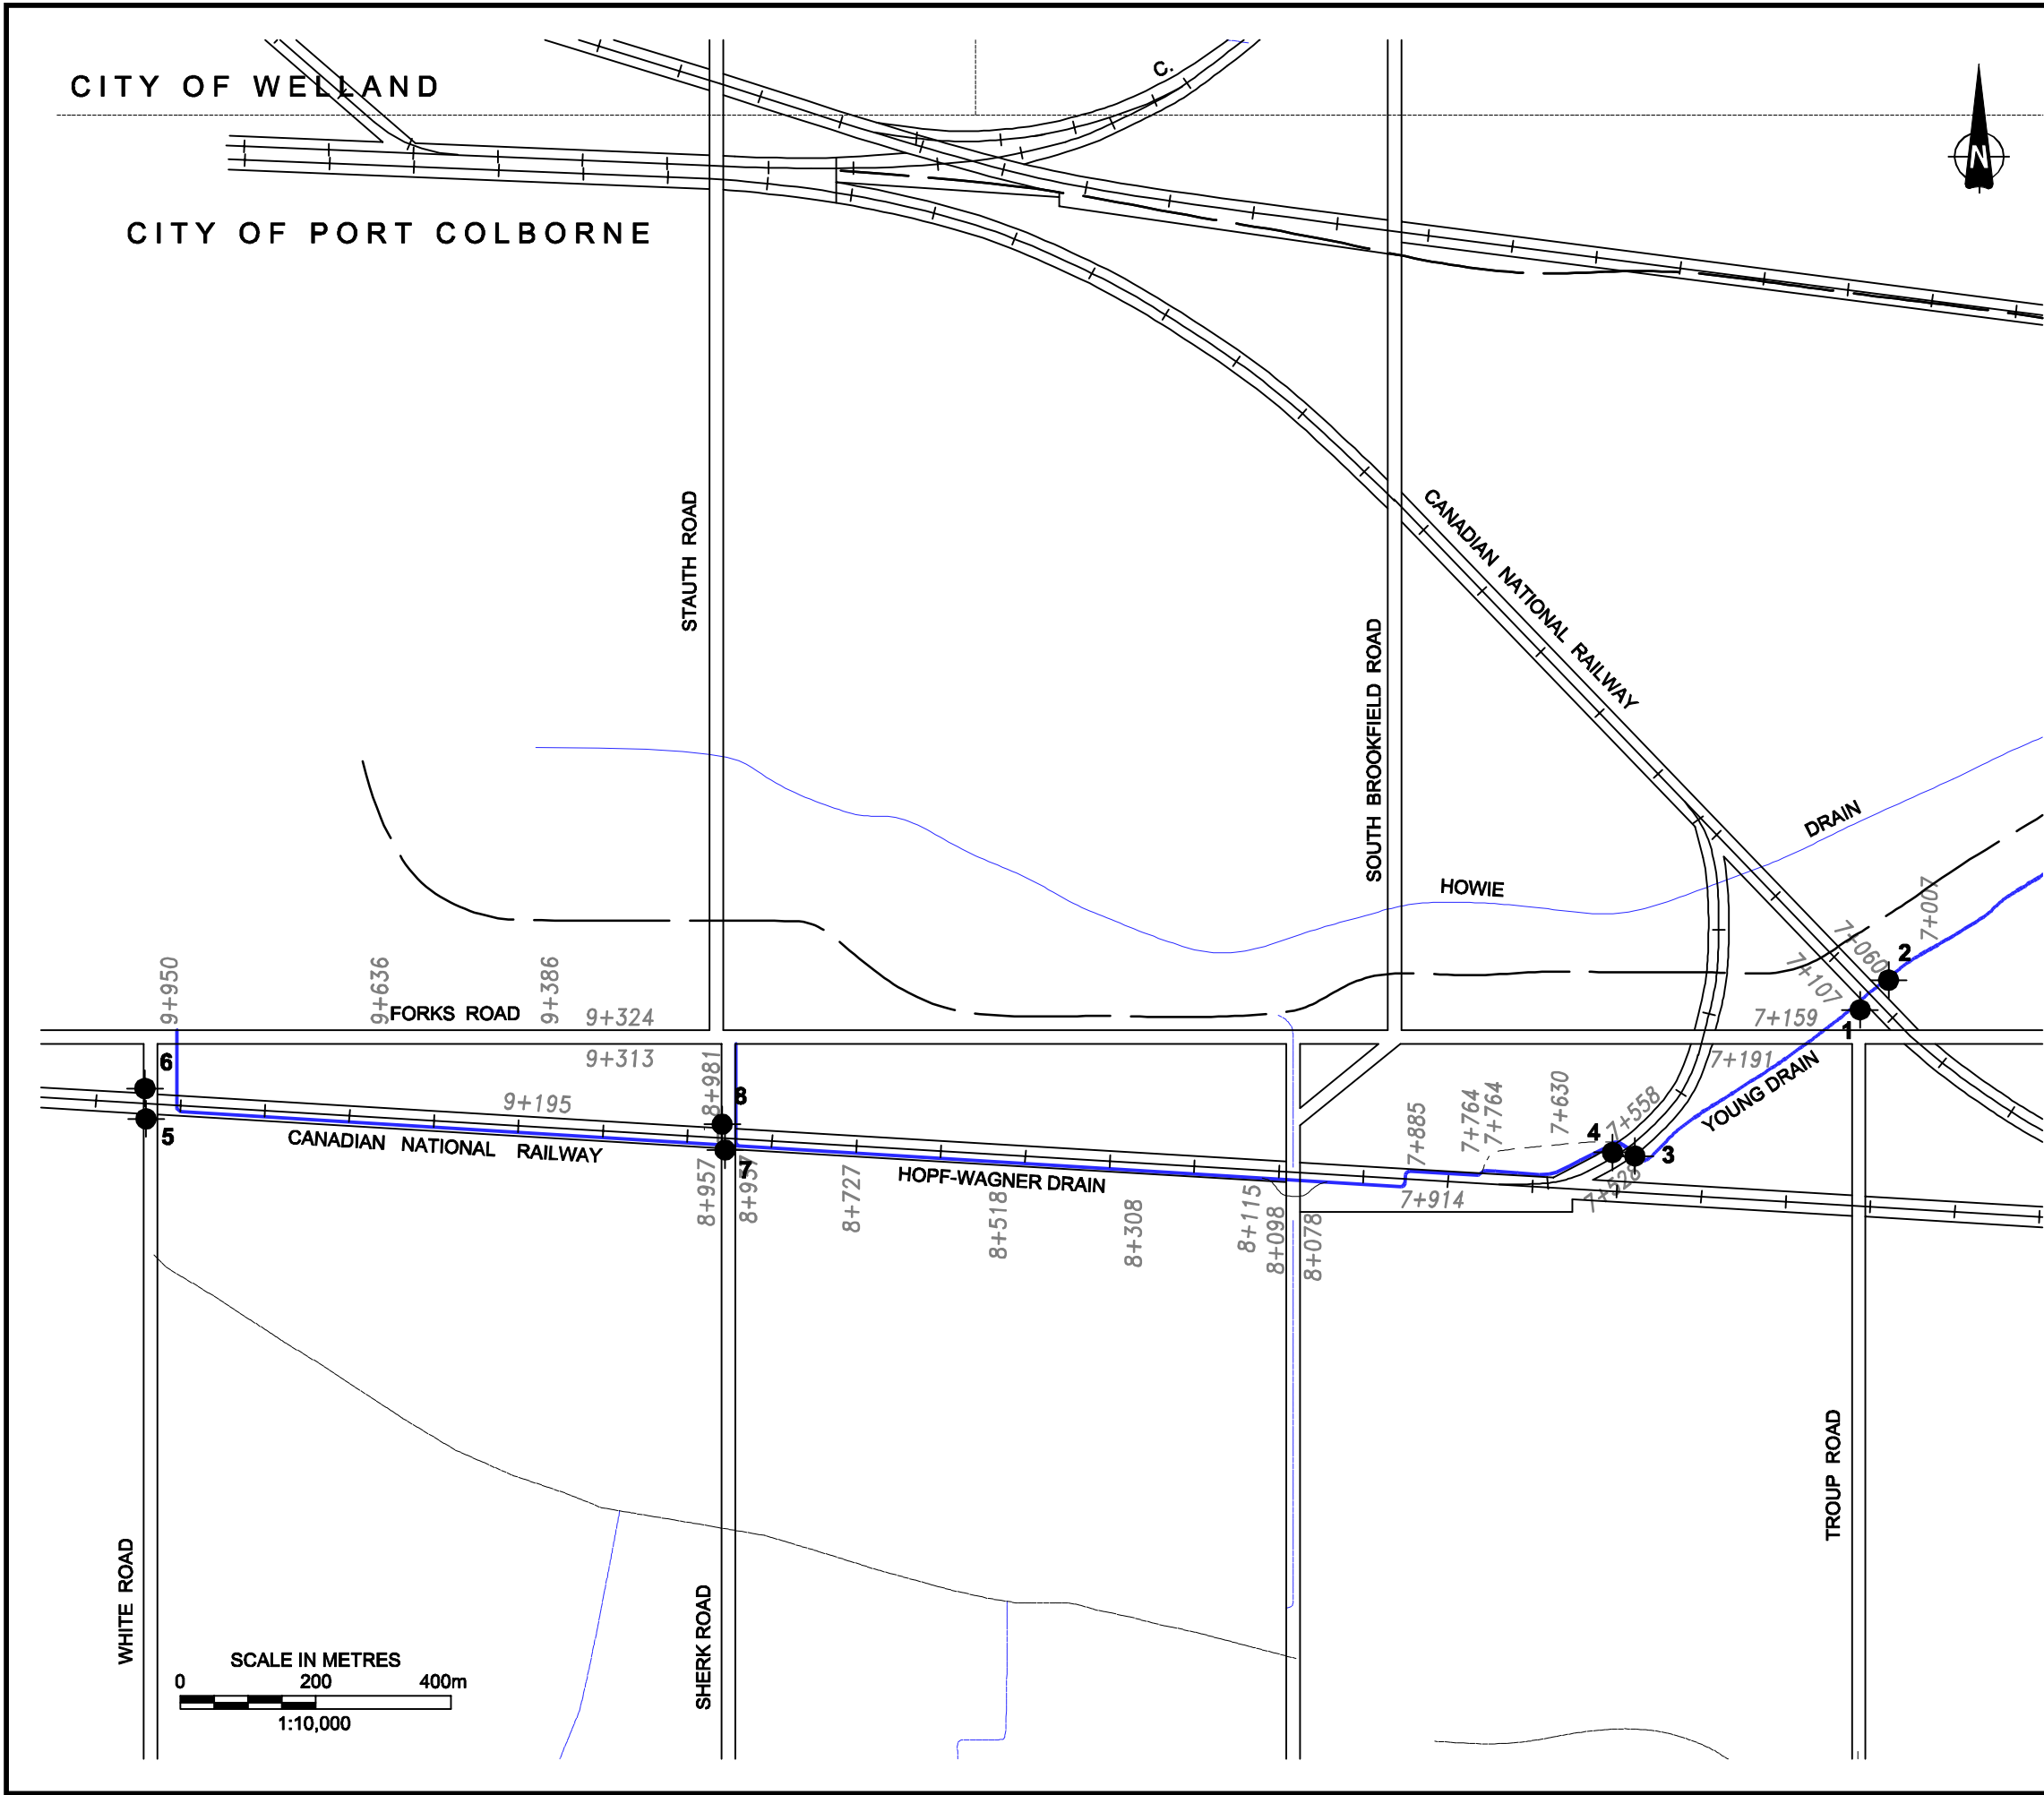 C.
CITY OF WELLAND
N
CITY OF PORT COLBORNE
STAUTH ROAD
CANADIAN NATIONAL RAILWAY
SOUTH BROOKFIELD ROAD
DRAIN
HOWIE
7+007
2
7+060
7+107
1
9+950
9+636
9+386
FORKS ROAD
9+324
7+159
9+313
7+191
YOUNG DRAIN
6
8+981
8
9+195
5
CANADIAN NATIONAL RAILWAY
7
8+957
8+957
8+727
HOPF-WAGNER DRAIN
8+518
8+308
8+115
8+098
8+078
7+914
7+885
7+764
7+764
7+630
7+558
4
3
7+528
TROUP ROAD
WHITE ROAD
SHERK ROAD
SCALE IN METRES
0 200 400m
1:10,000